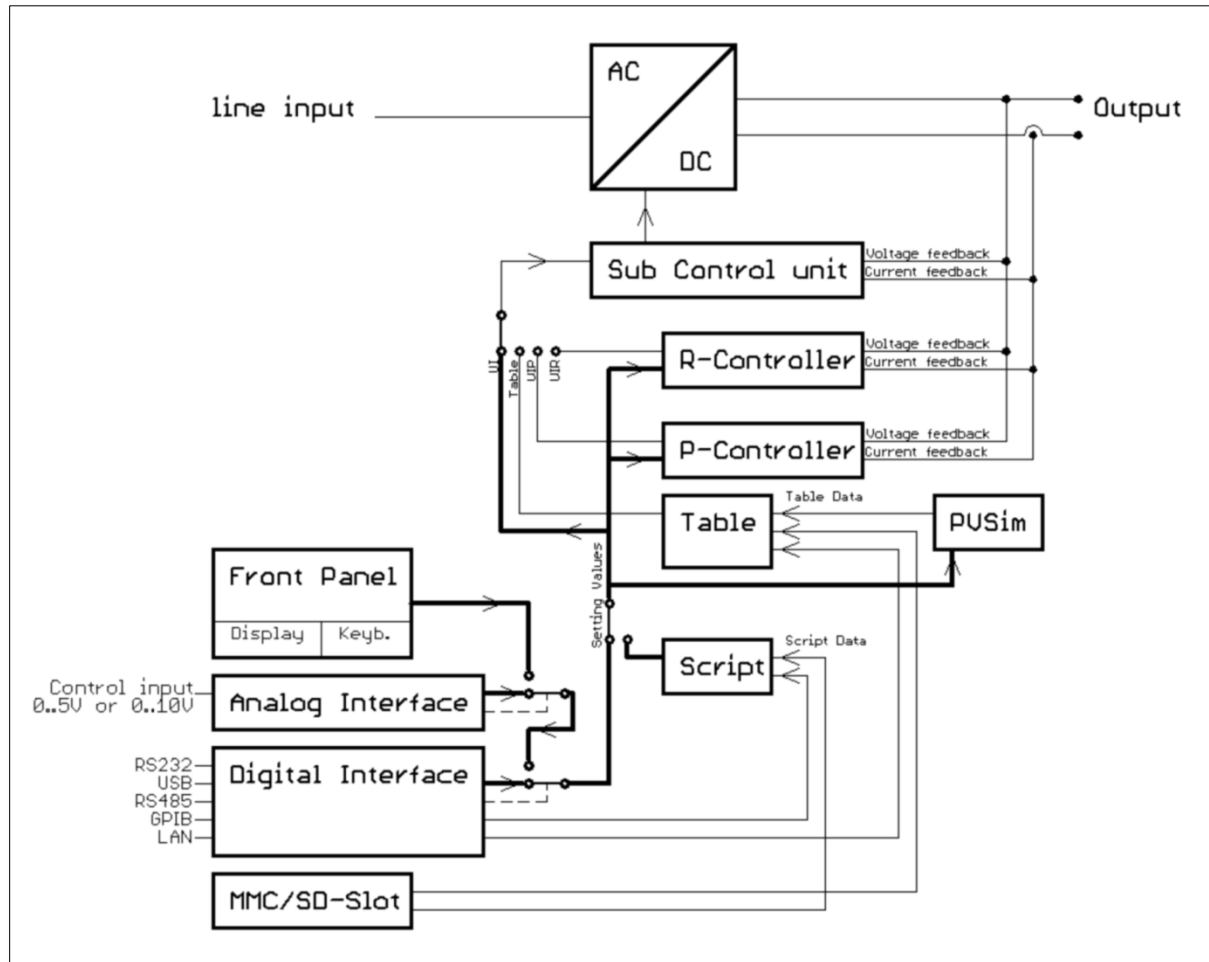 AC
line input
Output
DC
Voltage feedback
Sub Control unit
Current feedback
Voltage feedback
R-Controller
Current feedback
UI
Table
UIP
UIR
Voltage feedback
P-Controller
Current feedback
Table Data
Table
PVSim
Setting Values
Front Panel
Display
Keyb.
Script Data
Script
Control input
0..5V or 0..10V
Analog Interface
RS232
USB
RS485
GPIB
LAN
Digital Interface
MMC/SD-Slot